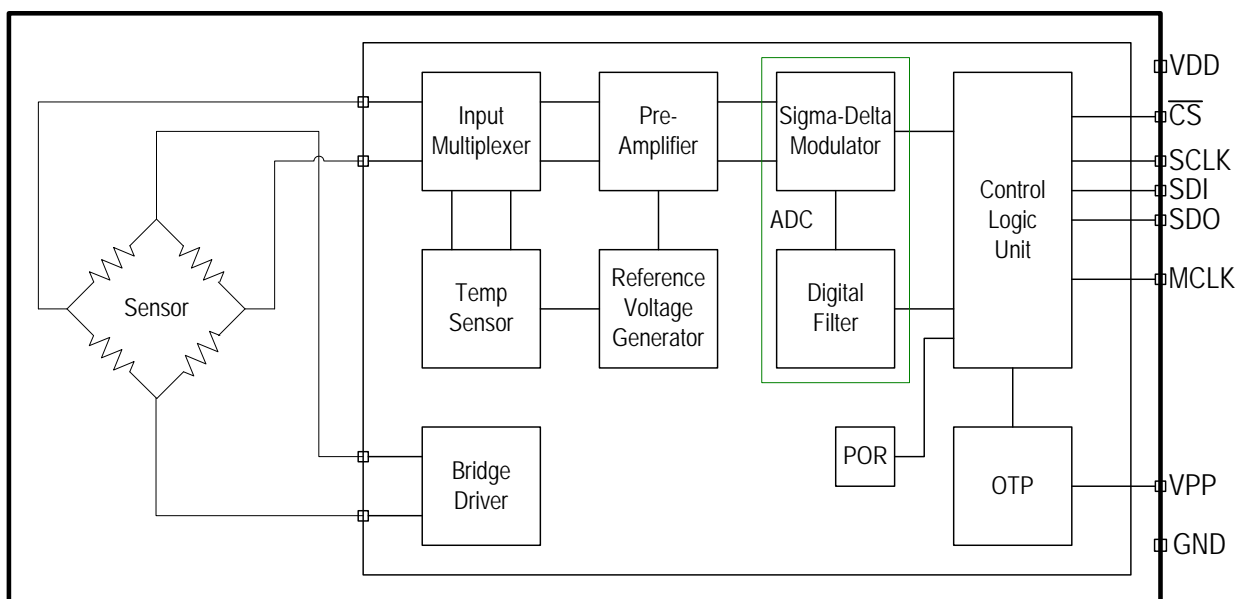 VDD
Input
Multiplexer
Pre-
Amplifier
Sigma-Delta
Modulator
CS
SCLK
SDI
SDO
Control
Logic
Unit
ADC
MCLK
Sensor
Temp
Sensor
Reference
Voltage
Generator
Digital
Filter
POR
Bridge
Driver
OTP
VPP
GND